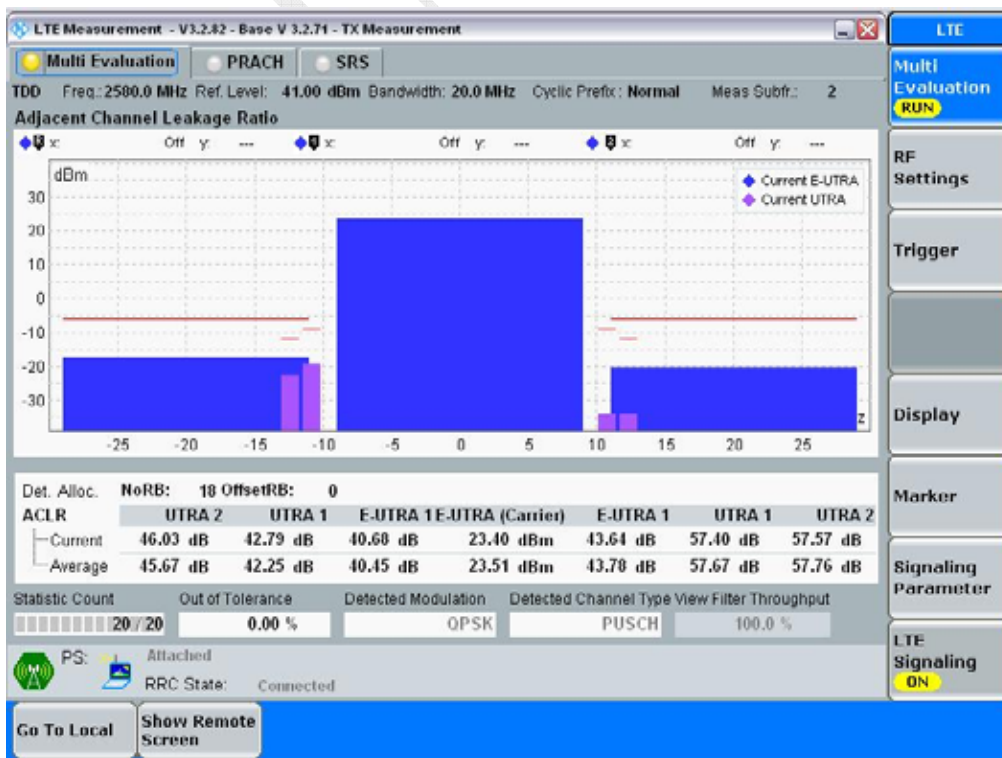 LTE Measurement - V3.2.82 - Base V 3.2.71 - TX Measurement
LTE
Multi Evaluation PRACH SRS
Multi Evaluation RUN
TDD Freq.: 2580.0 MHz Ref. Level: 41.00 dBm Bandwidth: 20.0 MHz Cyclic Prefix: Normal Meas Subfr.: 2
Adjacent Channel Leakage Ratio
x: Off y: --- x: Off y: --- x: Off y: ---
dBm
Current E-UTRA
Current UTRA
30
20
10
0
-10
-20
-30
z
-25 -20 -15 -10 -5 0 5 10 15 20 25
RF Settings
Trigger
Display
Marker
Signaling Parameter
LTE Signaling ON
Det. Alloc. NoRB: 18 OffsetRB: 0
ACLR UTRA 2 UTRA 1 E-UTRA 1 E-UTRA (Carrier) E-UTRA 1 UTRA 1 UTRA 2
Current 46.03 dB 42.79 dB 40.68 dB 23.40 dBm 43.64 dB 57.40 dB 57.57 dB
Average 45.67 dB 42.25 dB 40.45 dB 23.51 dBm 43.78 dB 57.67 dB 57.76 dB
Statistic Count Out of Tolerance Detected Modulation Detected Channel Type View Filter Throughput
20 / 20 0.00 % QPSK PUSCH 100.0 %
PS: Attached
RRC State: Connected
Go To Local Show Remote Screen